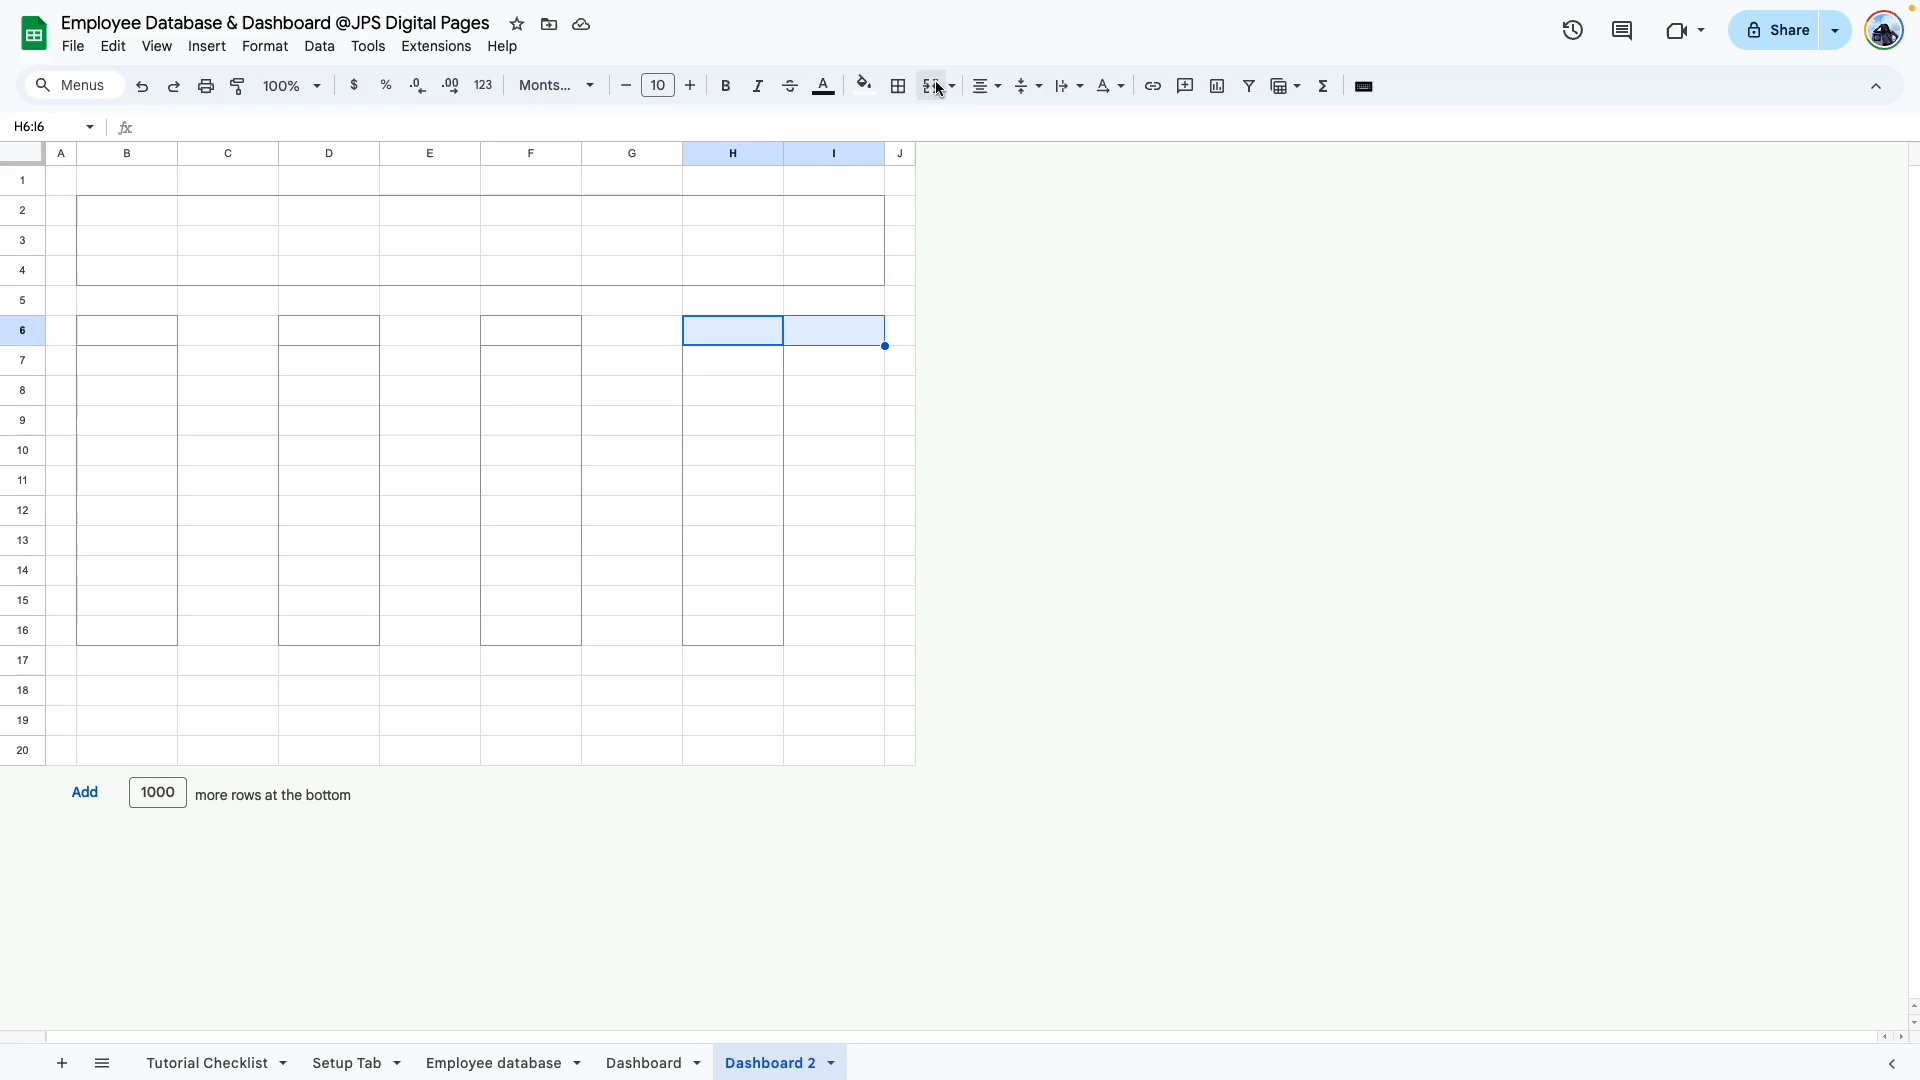 Employee Database & Dashboard @JPS Digital Pages
File Edit View Insert Format Data Tools Extensions Help
Share
Menus 100% $ % .0 .00 123 Monts... 10 B I A Σ
H6:I6 fx
A B C D E F G H I J
1
2
3
4
5
6
7
8
9
10
11
12
13
14
15
16
17
18
19
20
Add 1000 more rows at the bottom
Tutorial Checklist Setup Tab Employee database Dashboard Dashboard 2